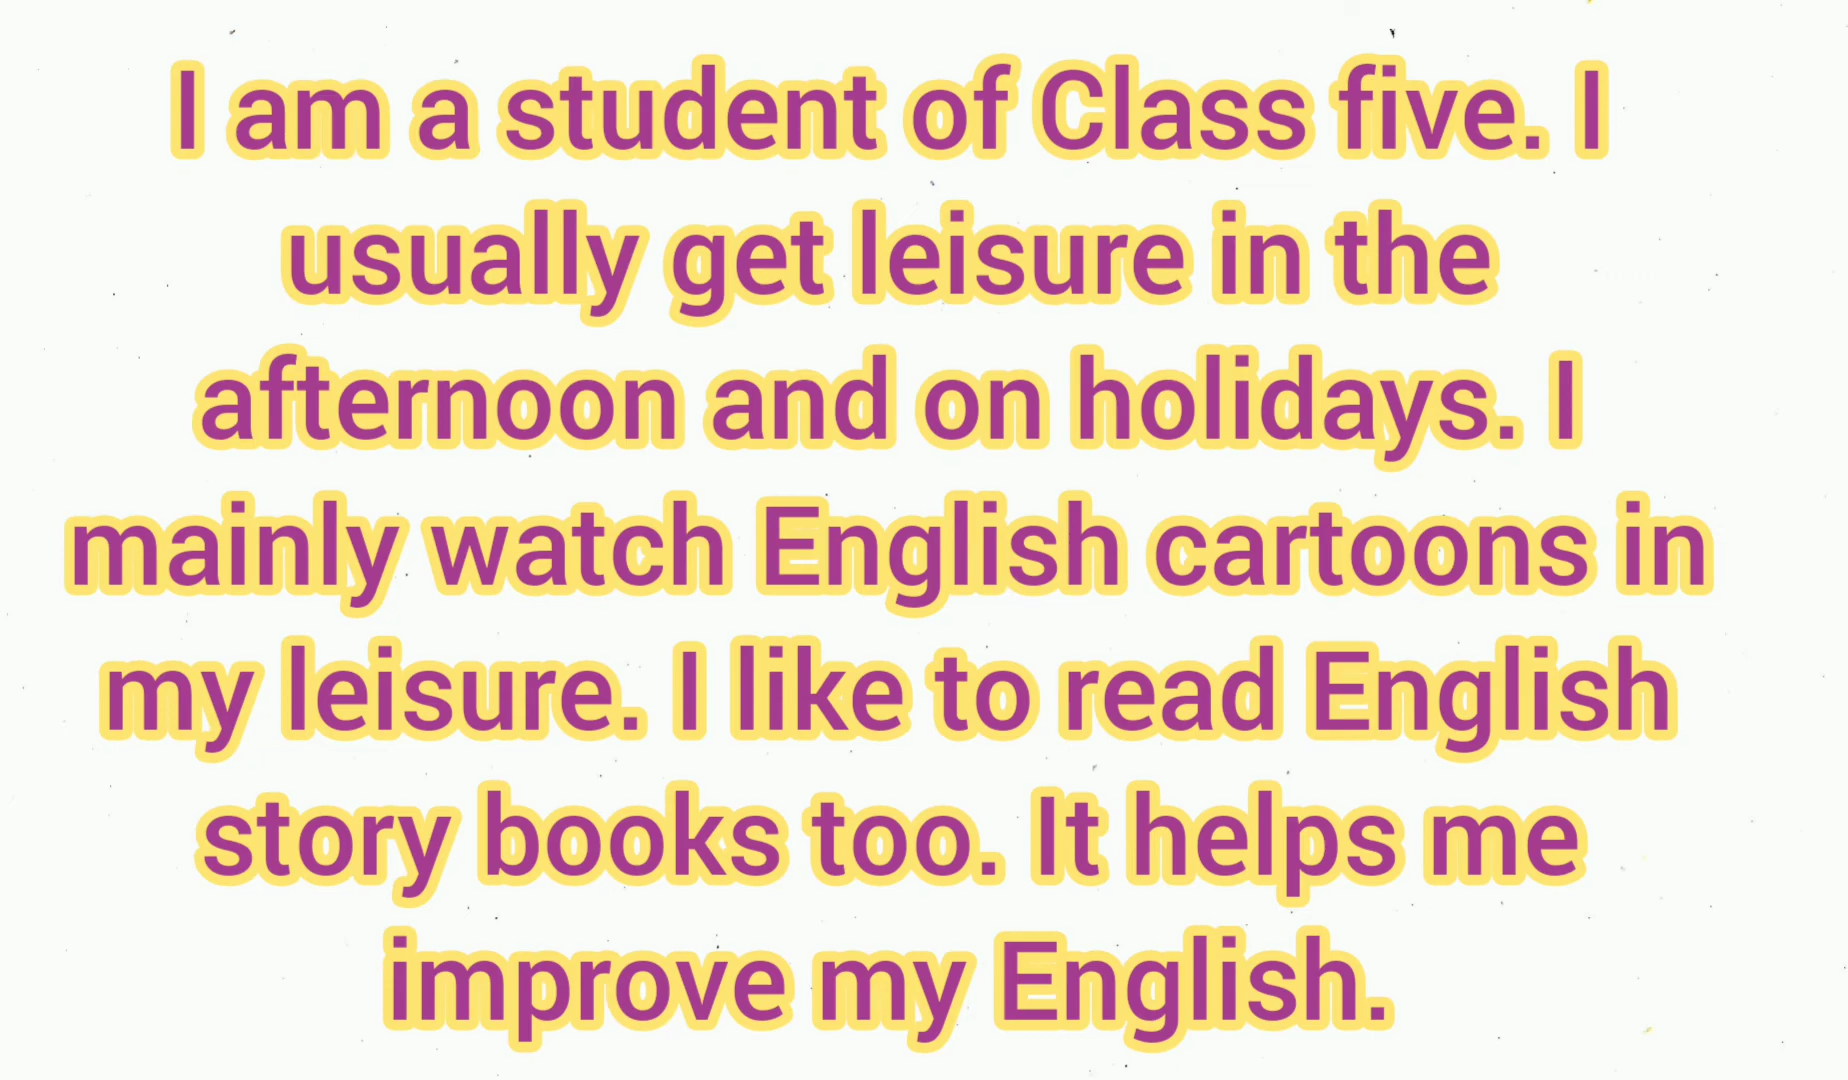 I am a student of Class five. I
usually get leisure in the
afternoon and on holidays. I
mainly watch English cartoons in
my leisure. I like to read English
story books too. It helps me
improve my English.